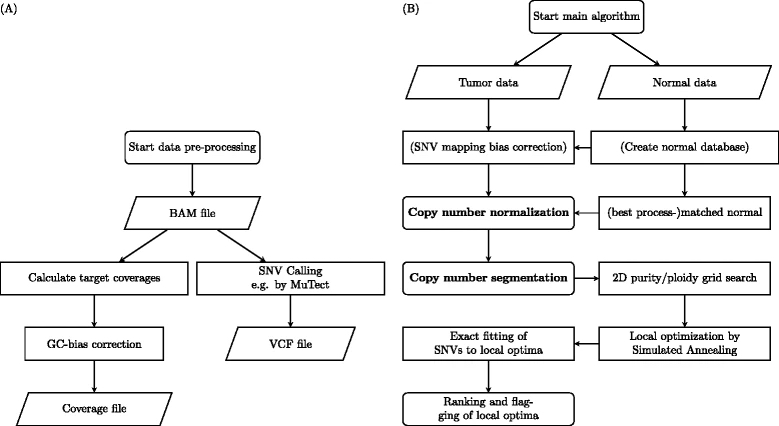 (A)
Start data pre-processing
BAM file
Calculate target coverages
SNV Calling
e.g. by MuTect
GC-bias correction
VCF file
Coverage file
(B)
Start main algorithm
Tumor data
Normal data
(SNV mapping bias correction)
(Create normal database)
Copy number normalization
(best process-)matched normal
Copy number segmentation
2D purity/ploidy grid search
Exact fitting of
SNVs to local optima
Local optimization by
Simulated Annealing
Ranking and flag-
ging of local optima